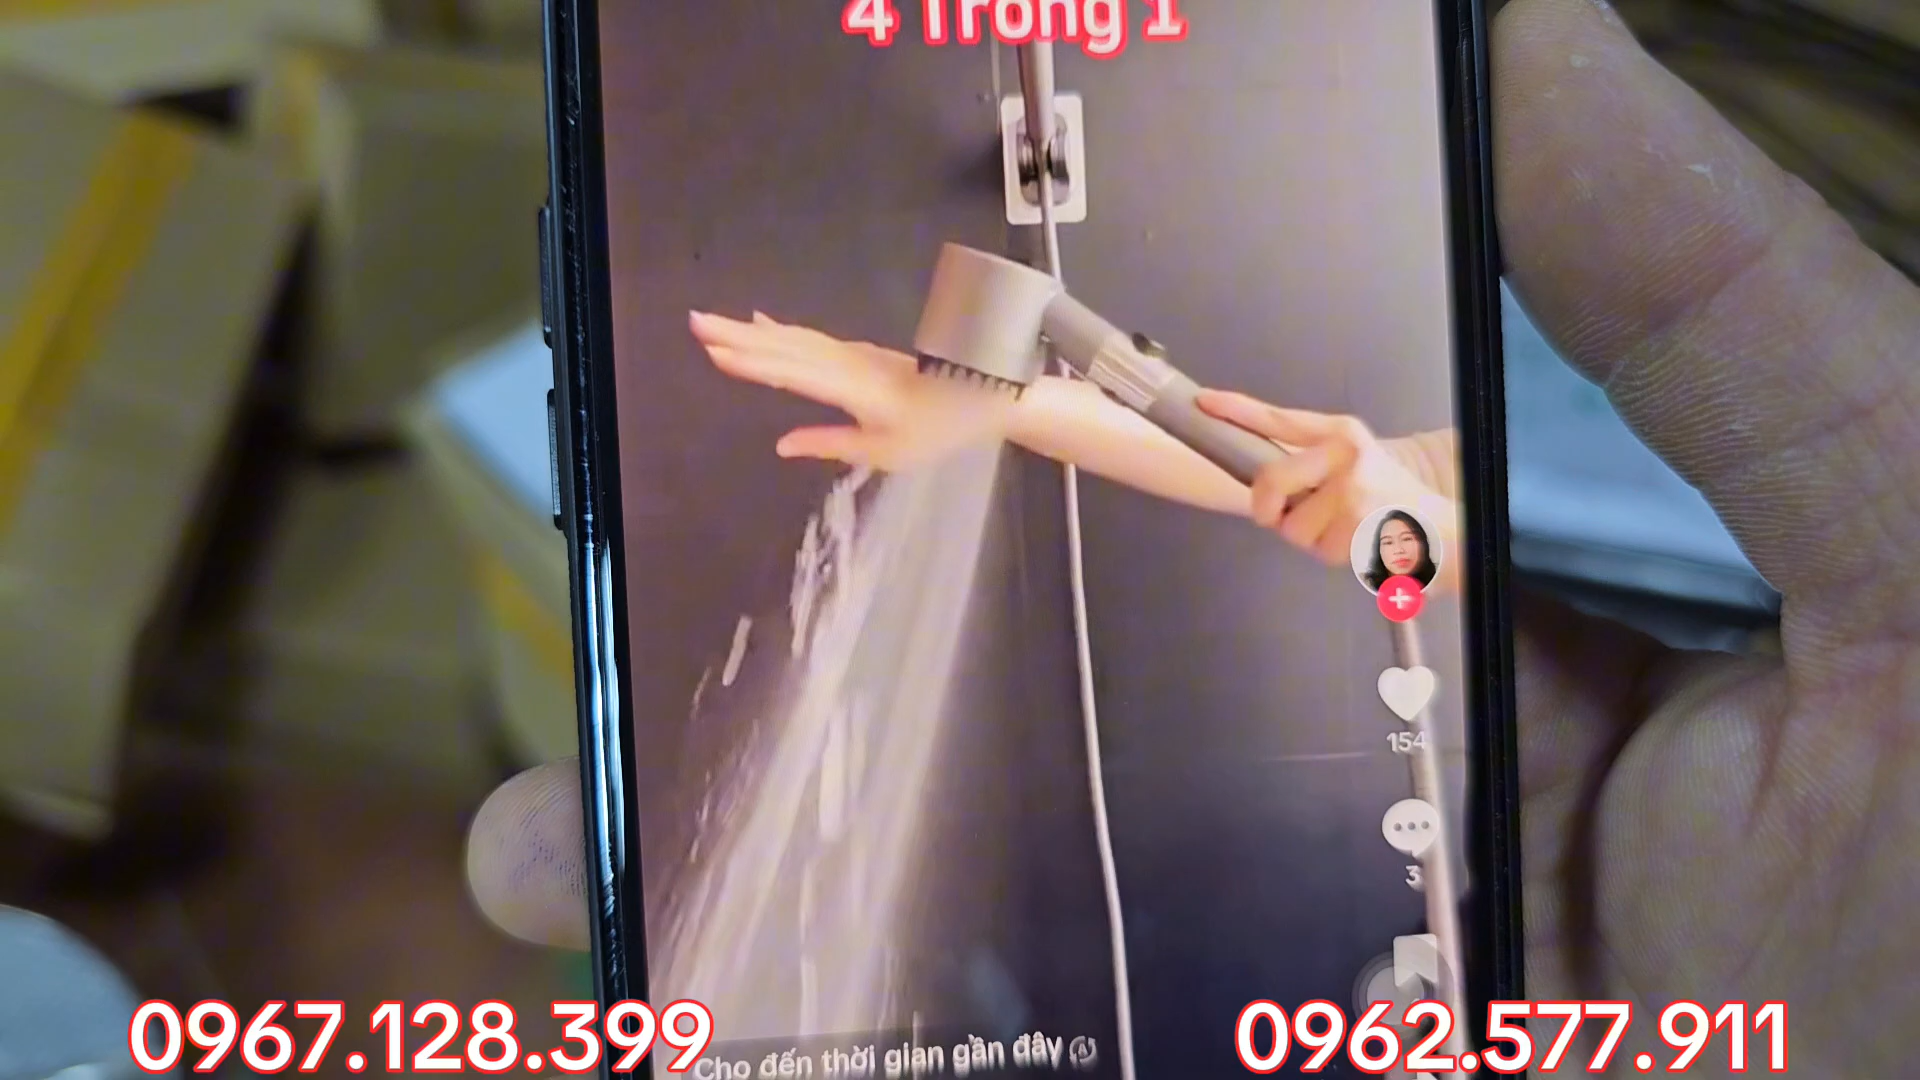 4 Trong 1
154
3
Cho đến thời gian gần đây
0967.128.399
0962.577.911